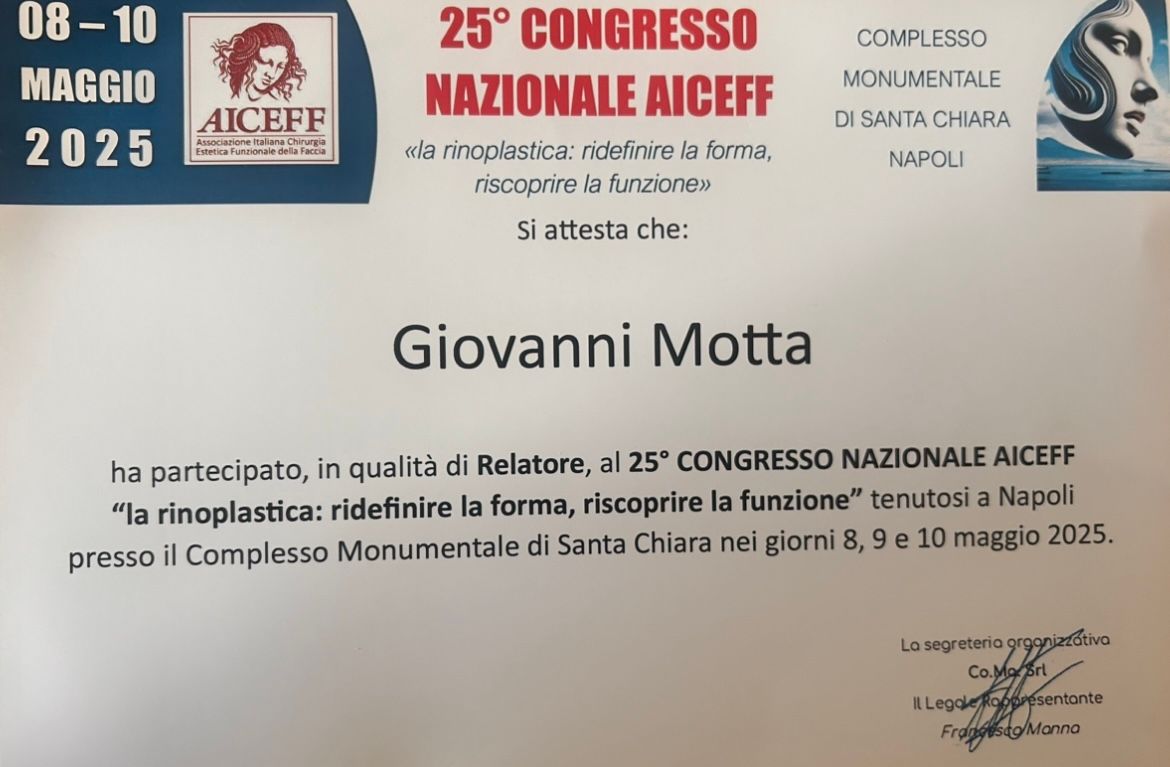 08 – 10
MAGGIO
2025
AICEFF
Associazione Italiana Chirurgia
Estetica Funzionale della Faccia
25° CONGRESSO
NAZIONALE AICEFF
«la rinoplastica: ridefinire la forma,
riscoprire la funzione»
COMPLESSO
MONUMENTALE
DI SANTA CHIARA
NAPOLI
Si attesta che:
Giovanni Motta
ha partecipato, in qualità di Relatore, al 25° CONGRESSO NAZIONALE AICEFF
“la rinoplastica: ridefinire la forma, riscoprire la funzione” tenutosi a Napoli
presso il Complesso Monumentale di Santa Chiara nei giorni 8, 9 e 10 maggio 2025.
La segreteria organizzativa
Co.Ma. Srl
Il Legale Rappresentante
Francesco Manna